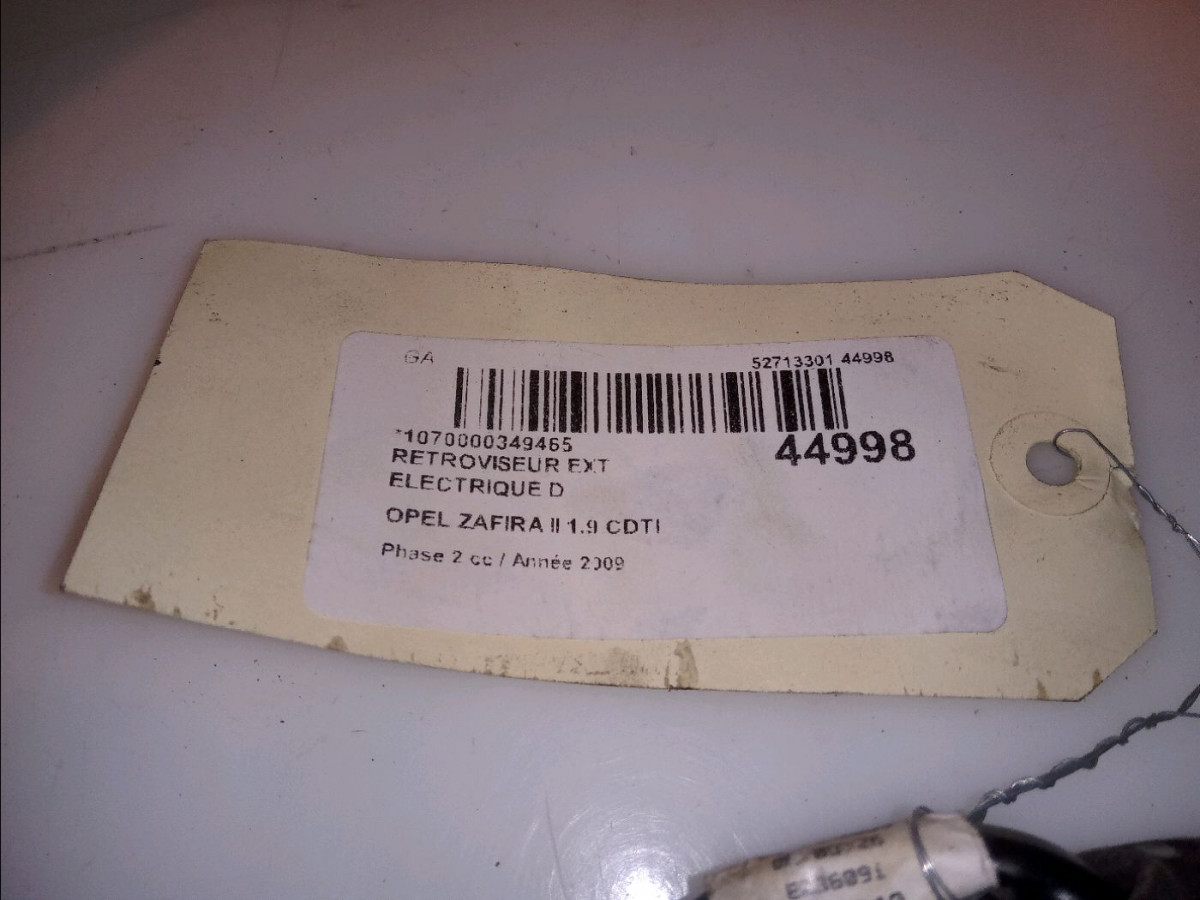 GA
52713301 44998
*1070000349465
44998
RETROVISEUR EXT
ELECTRIQUE D
OPEL ZAFIRA II 1.9 CDTI
Phase 2 cc / Année 2009